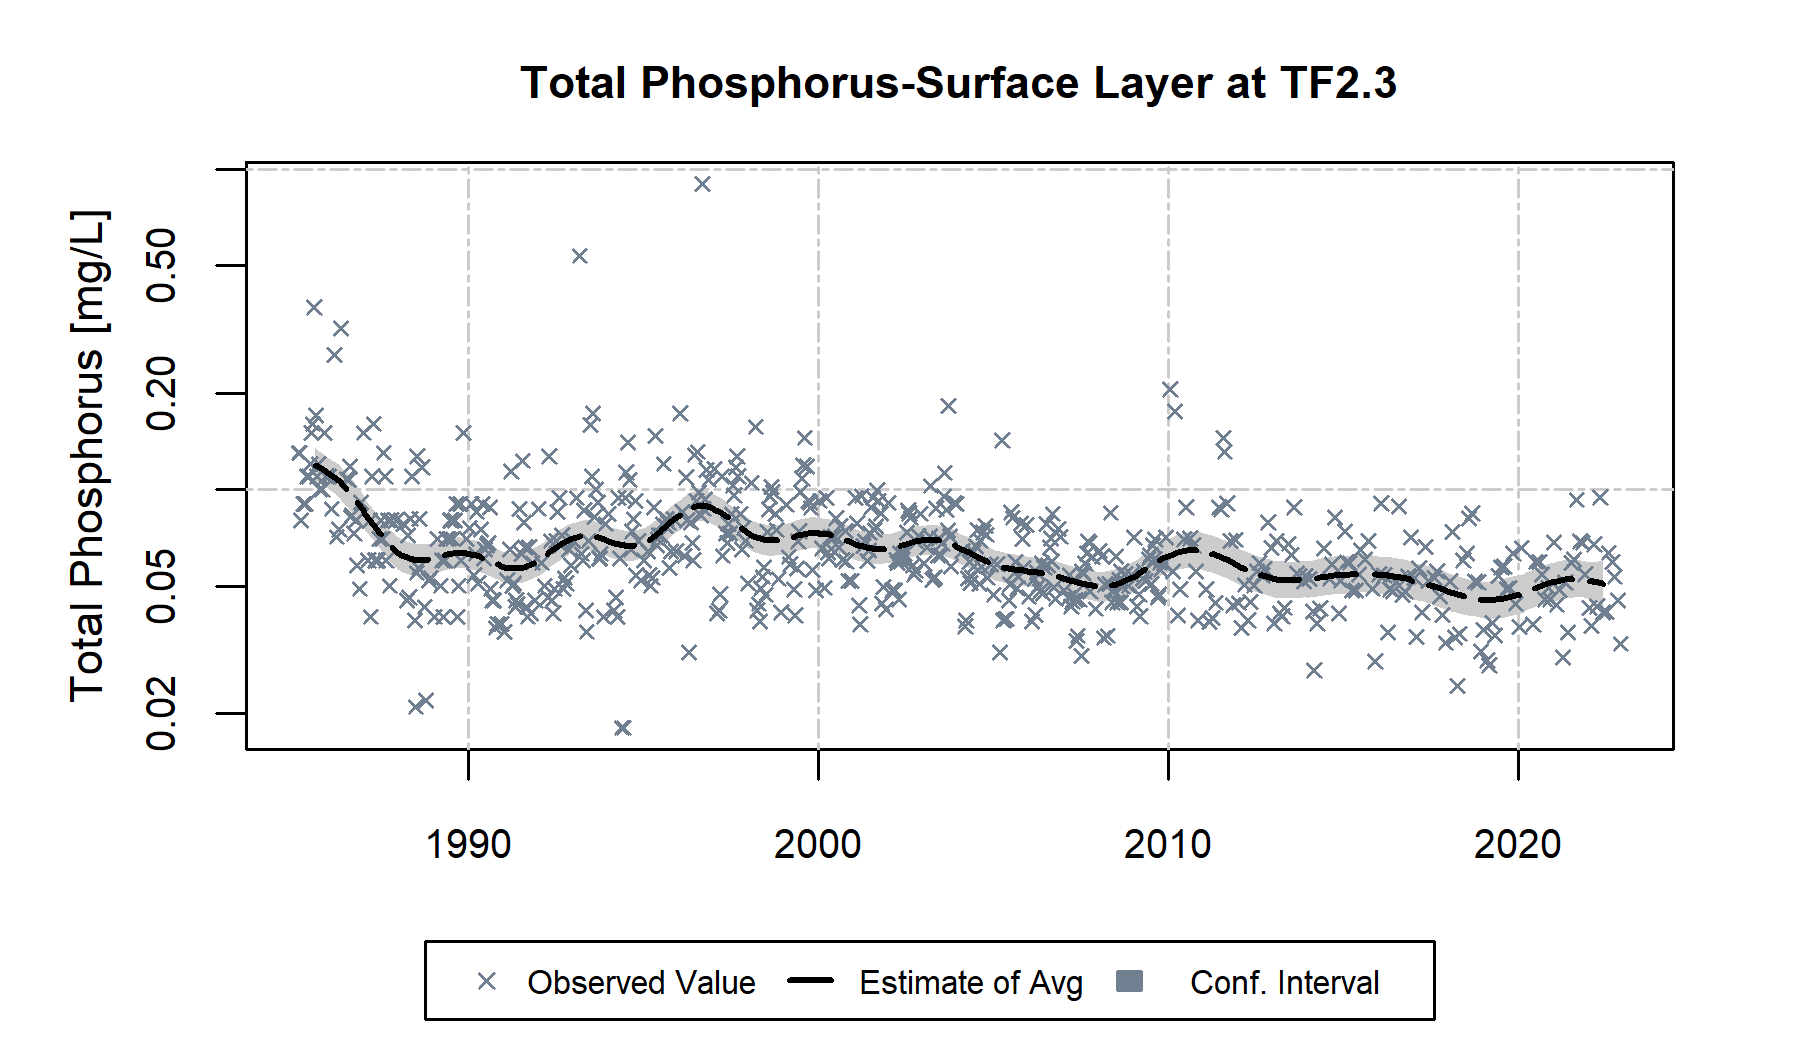 Total Phosphorus-Surface Layer at TF2.3
Total Phosphorus [mg/L]
0.50
0.20
0.05
0.02
1990 2000 2010 2020
Observed Value Estimate of Avg Conf. Interval